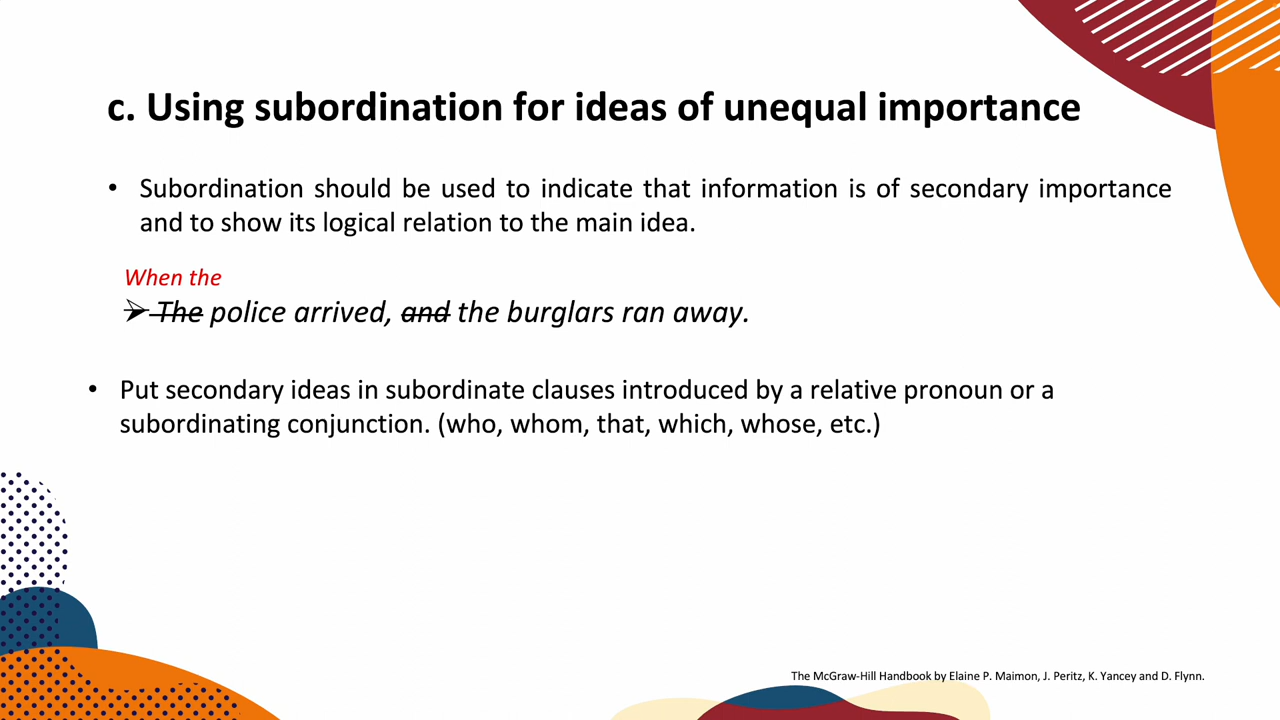 c. Using subordination for ideas of unequal importance
• Subordination should be used to indicate that information is of secondary importance
and to show its logical relation to the main idea.
When the
➢ The police arrived, and the burglars ran away.
• Put secondary ideas in subordinate clauses introduced by a relative pronoun or a
subordinating conjunction. (who, whom, that, which, whose, etc.)
The McGraw-Hill Handbook by Elaine P. Maimon, J. Peritz, K. Yancey and D. Flynn.